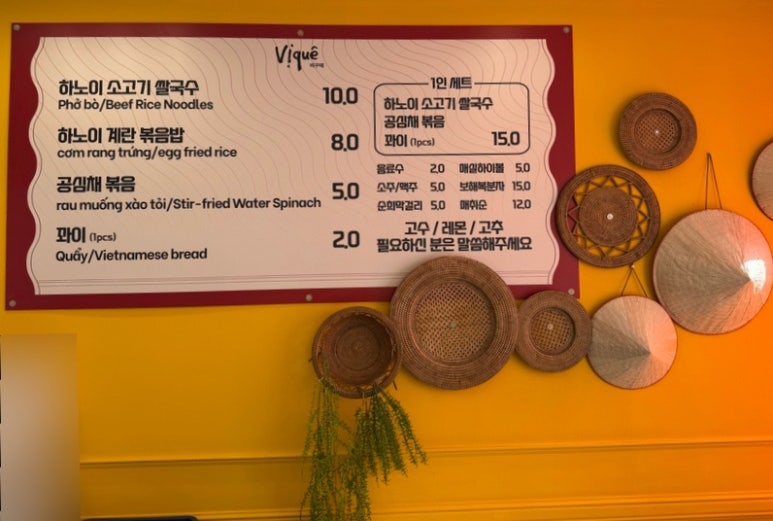 Vịquê
하노이 소고기 쌀국수 10.0
Phở bò/Beef Rice Noodles
하노이 계란 볶음밥 8.0
cơm rang trứng/egg fried rice
공심채 볶음 5.0
rau muống xào tỏi/Stir-fried Water Spinach
꽈이 (1pcs) 2.0
Quẩy/Vietnamese bread
1인 세트
하노이 소고기 쌀국수
공심채 볶음
꽈이 (1pcs) 15.0
음료수 2.0 매실하이볼 5.0
소주/맥주 5.0 보해복분자 15.0
순희막걸리 5.0 매취순 12.0
고수 / 레몬 / 고추
필요하신 분은 말씀해주세요